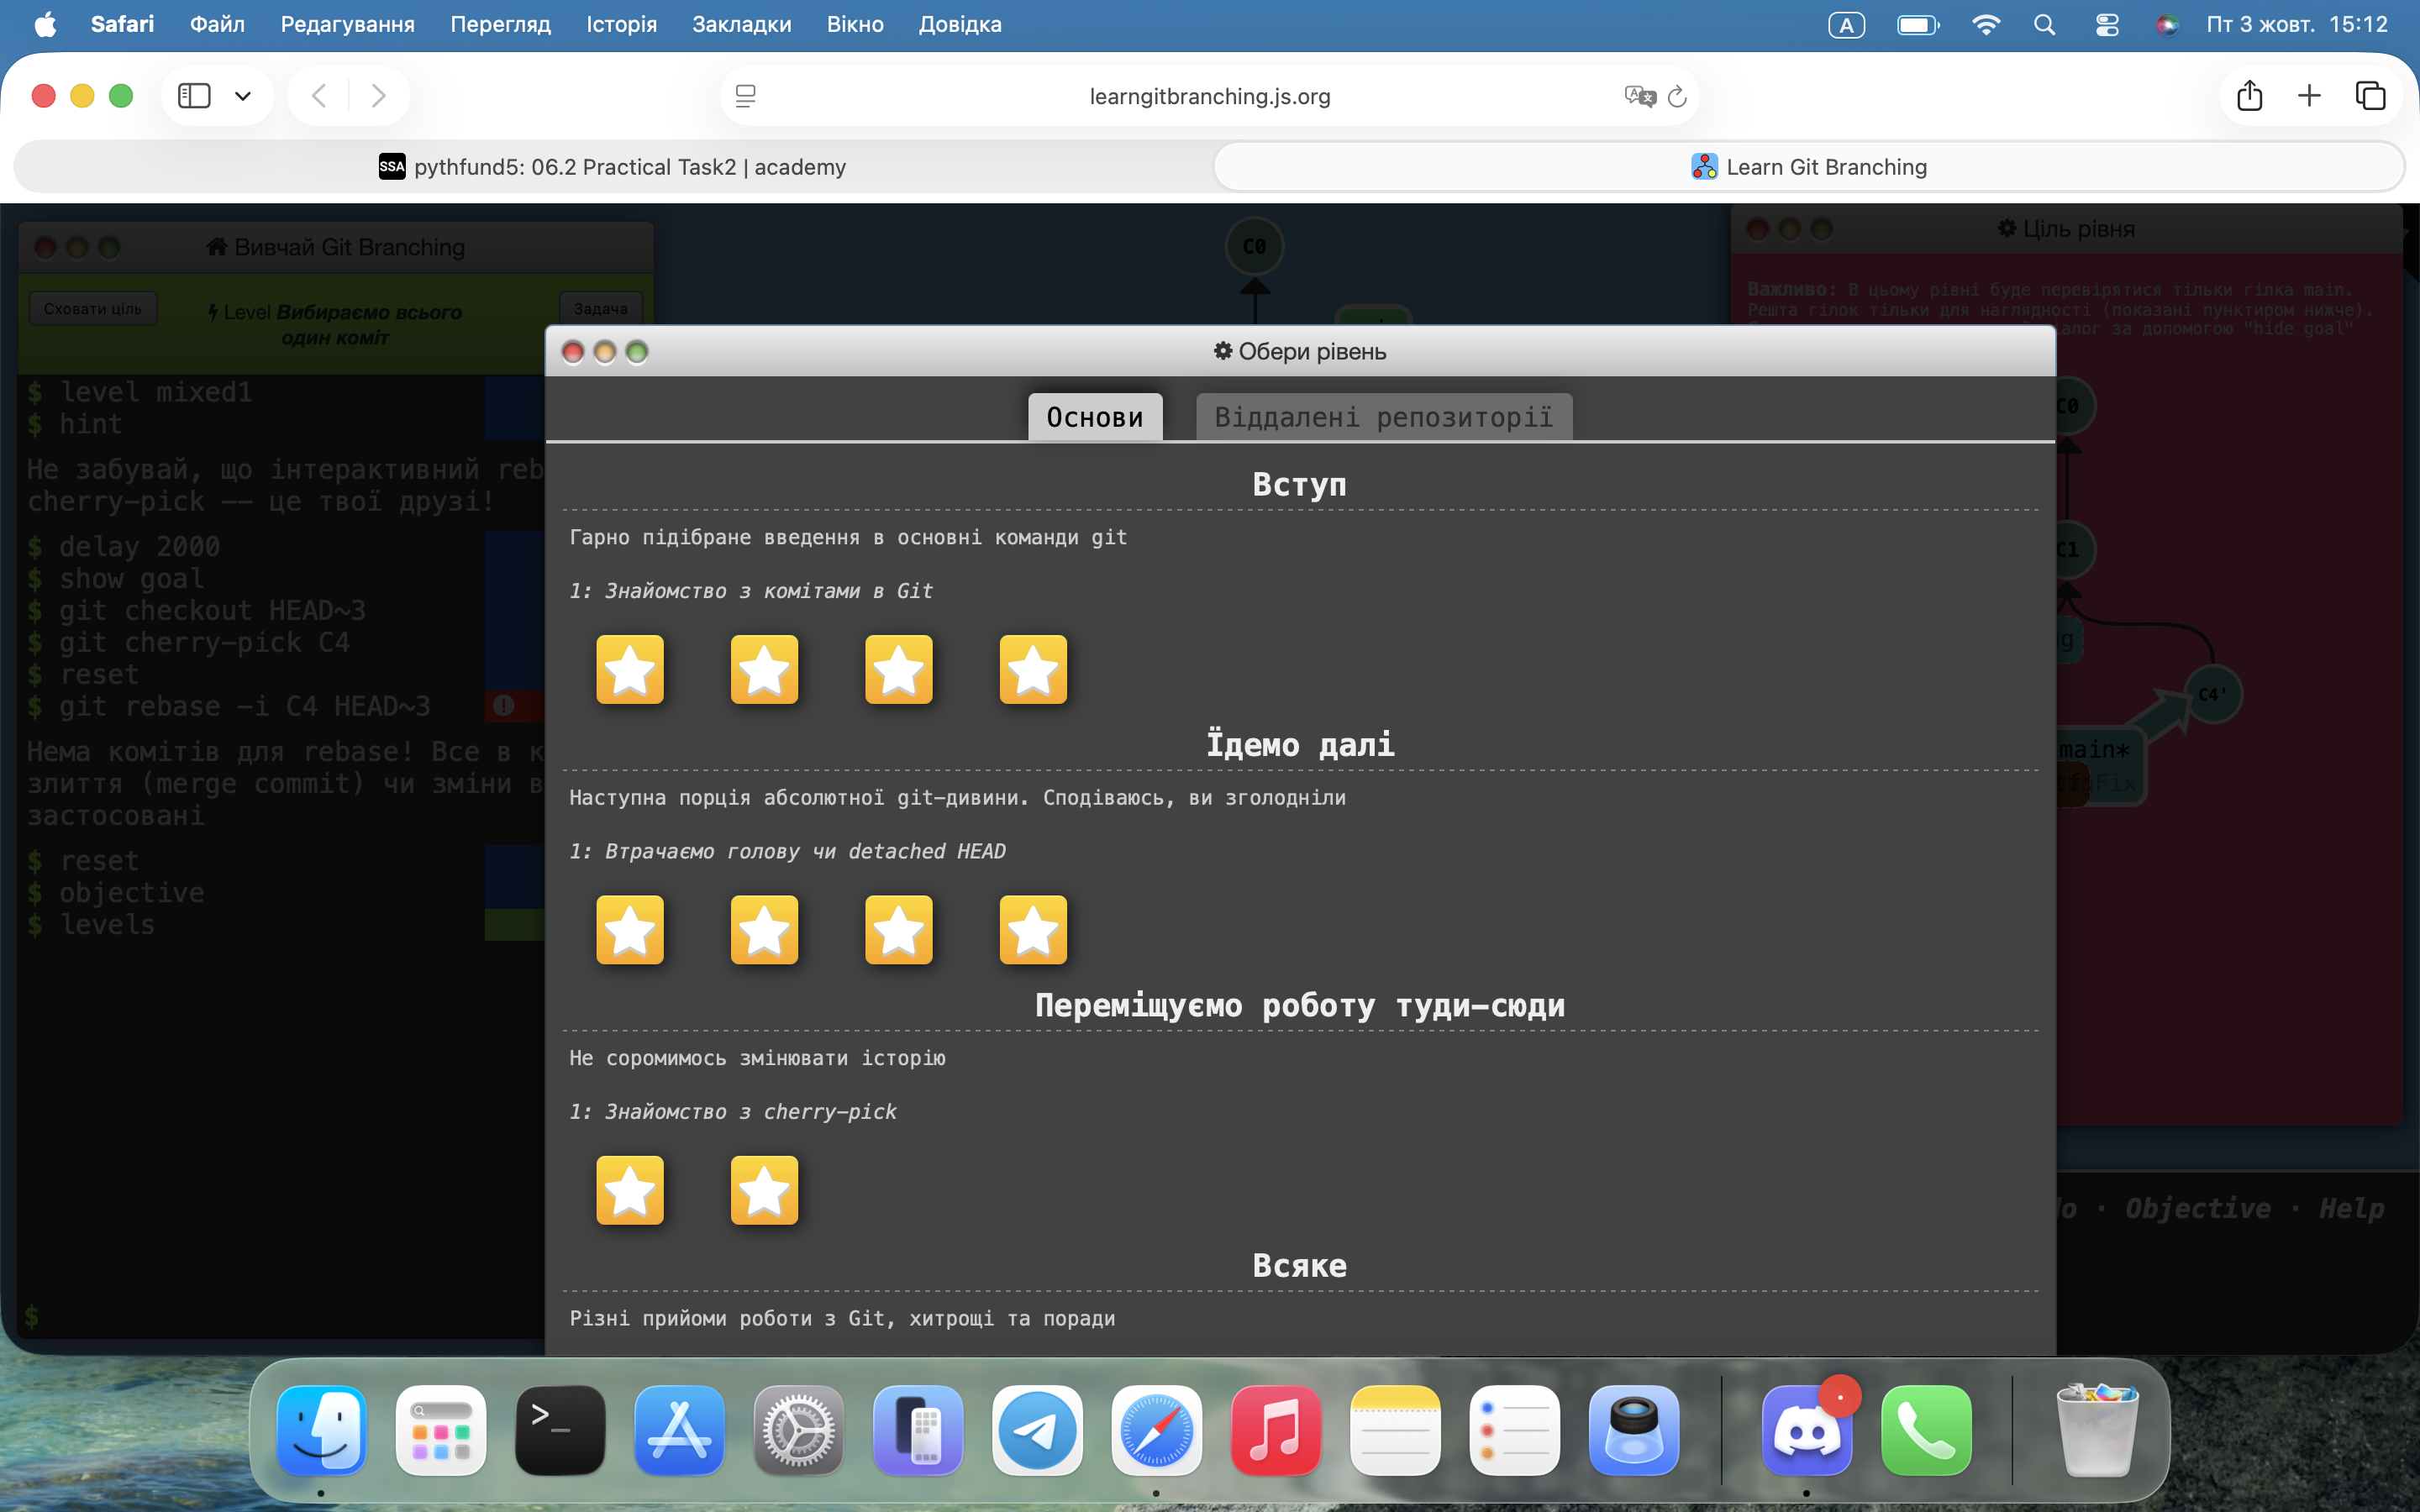 Safari Файл Редагування Перегляд Історія Закладки Вікно Довідка A Пт 3 жовт. 15:12
learngitbranching.js.org
SSA pythfund5: 06.2 Practical Task2 | academy Learn Git Branching
Вивчай Git Branching
Сховати ціль
Level Вибираємо всього
один коміт
Задача
$ level mixed1
$ hint
Не забувай, що інтерактивний reb
cherry-pick -- це твої друзі!
$ delay 2000
$ show goal
$ git checkout HEAD~3
$ git cherry-pick C4
$ reset
$ git rebase -i C4 HEAD~3
Нема комітів для rebase! Все в к
злиття (merge commit) чи зміни в
застосовані
$ reset
$ objective
$ levels
$
C0
Обери рівень
Основи Віддалені репозиторії
Вступ
Гарно підібране введення в основні команди git
1: Знайомство з комітами в Git
Їдемо далі
Наступна порція абсолютної git-дивини. Сподіваюсь, ви зголодніли
1: Втрачаємо голову чи detached HEAD
Переміщуємо роботу туди-сюди
Не соромимось змінювати історію
1: Знайомство з cherry-pick
Всяке
Різні прийоми роботи з Git, хитрощі та поради
Ціль рівня
Важливо: В цьому рівні буде перевірятися тільки гілка main.
Решта гілок тільки для наглядності (показані пунктиром нижче).
алог за допомогою "hide goal"
C0
C1
g
C4'
main*
Fix
do · Objective · Help